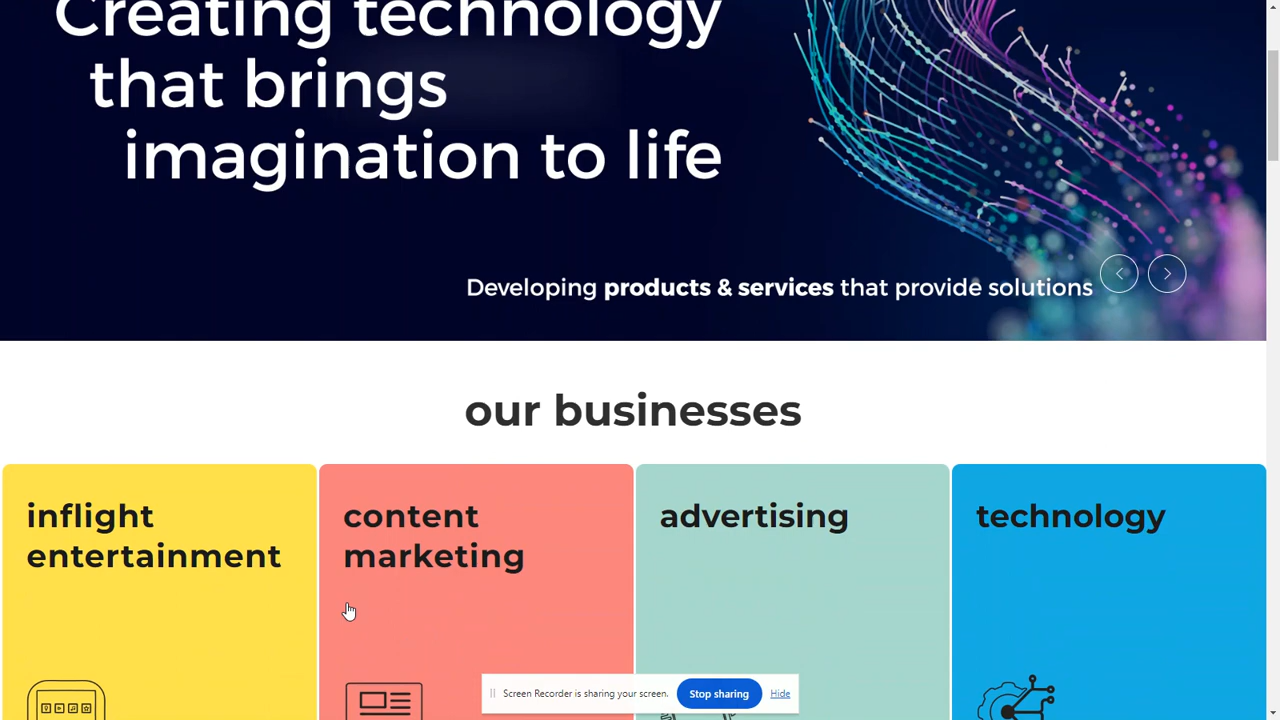 Creating technology
that brings
imagination to life
Developing products & services that provide solutions
our businesses
inflight
entertainment
content
marketing
advertising
technology
Screen Recorder is sharing your screen.
Stop sharing
Hide